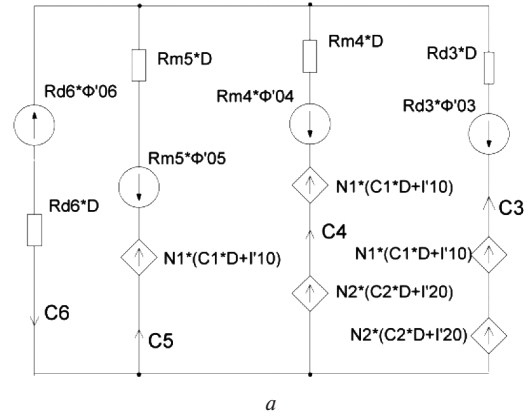 Rm5*D
Rm4*D
Rd3*D
Rd6*Φ'06
Rm4*Φ'04
Rd3*Φ'03
Rm5*Φ'05
N1*(C1*D+I'10)
C3
Rd6*D
C4
N1*(C1*D+I'10)
N1*(C1*D+I'10)
N2*(C2*D+I'20)
C6
C5
N2*(C2*D+I'20)
a